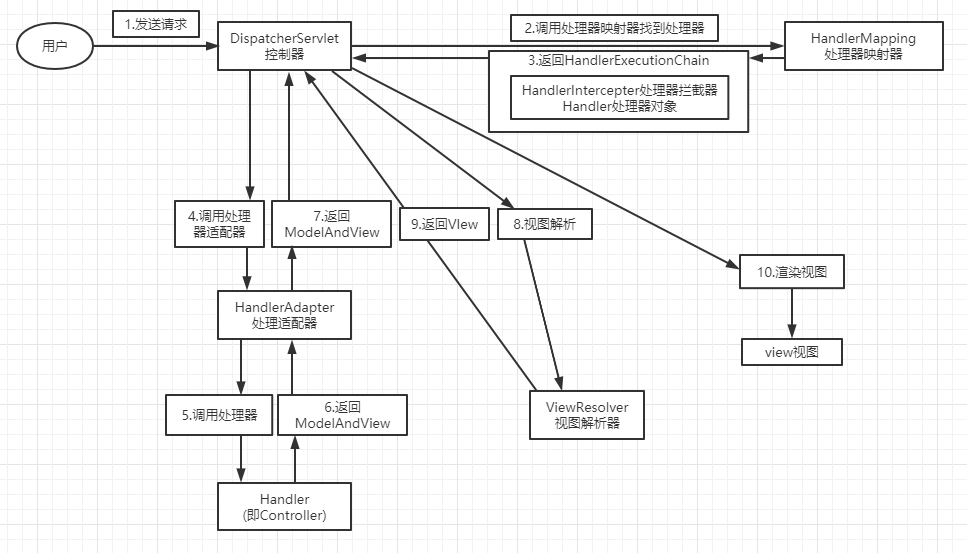 1.发送请求
用户
DispatcherServlet
控制器
2.调用处理器映射器找到处理器
HandlerMapping
处理器映射器
3.返回HandlerExecutionChain
HandlerIntercepter处理器拦截器
Handler处理器对象
4.调用处理
器适配器
7.返回
ModelAndView
9.返回VIew
8.视图解析
10.渲染视图
HandlerAdapter
处理适配器
view视图
5.调用处理器
6.返回
ModelAndView
ViewResolver
视图解析器
Handler
(即Controller)